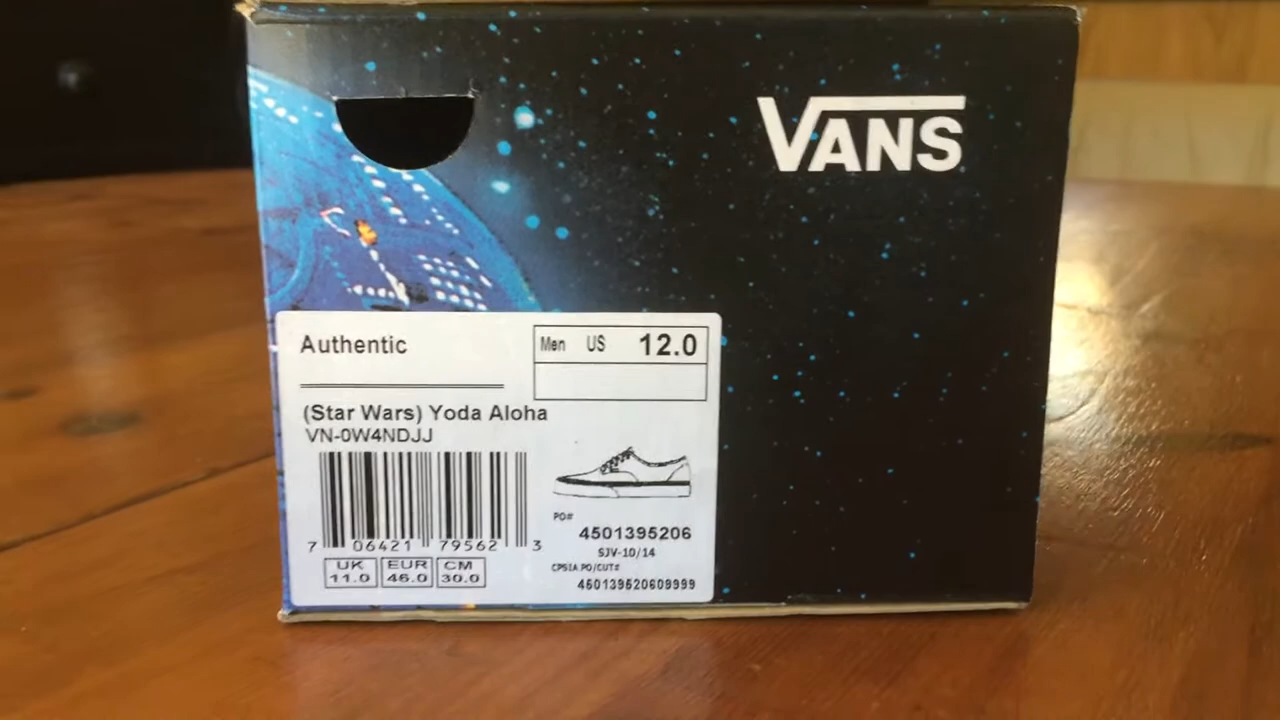 VANS
Authentic
Men US 12.0
(Star Wars) Yoda Aloha
VN-0W4NDJJ
7 06421 79562 3
UK EUR CM
11.0 46.0 30.0
PO#
4501395206
SJV-10/14
CPSIA PO/CUT#
450139520609999